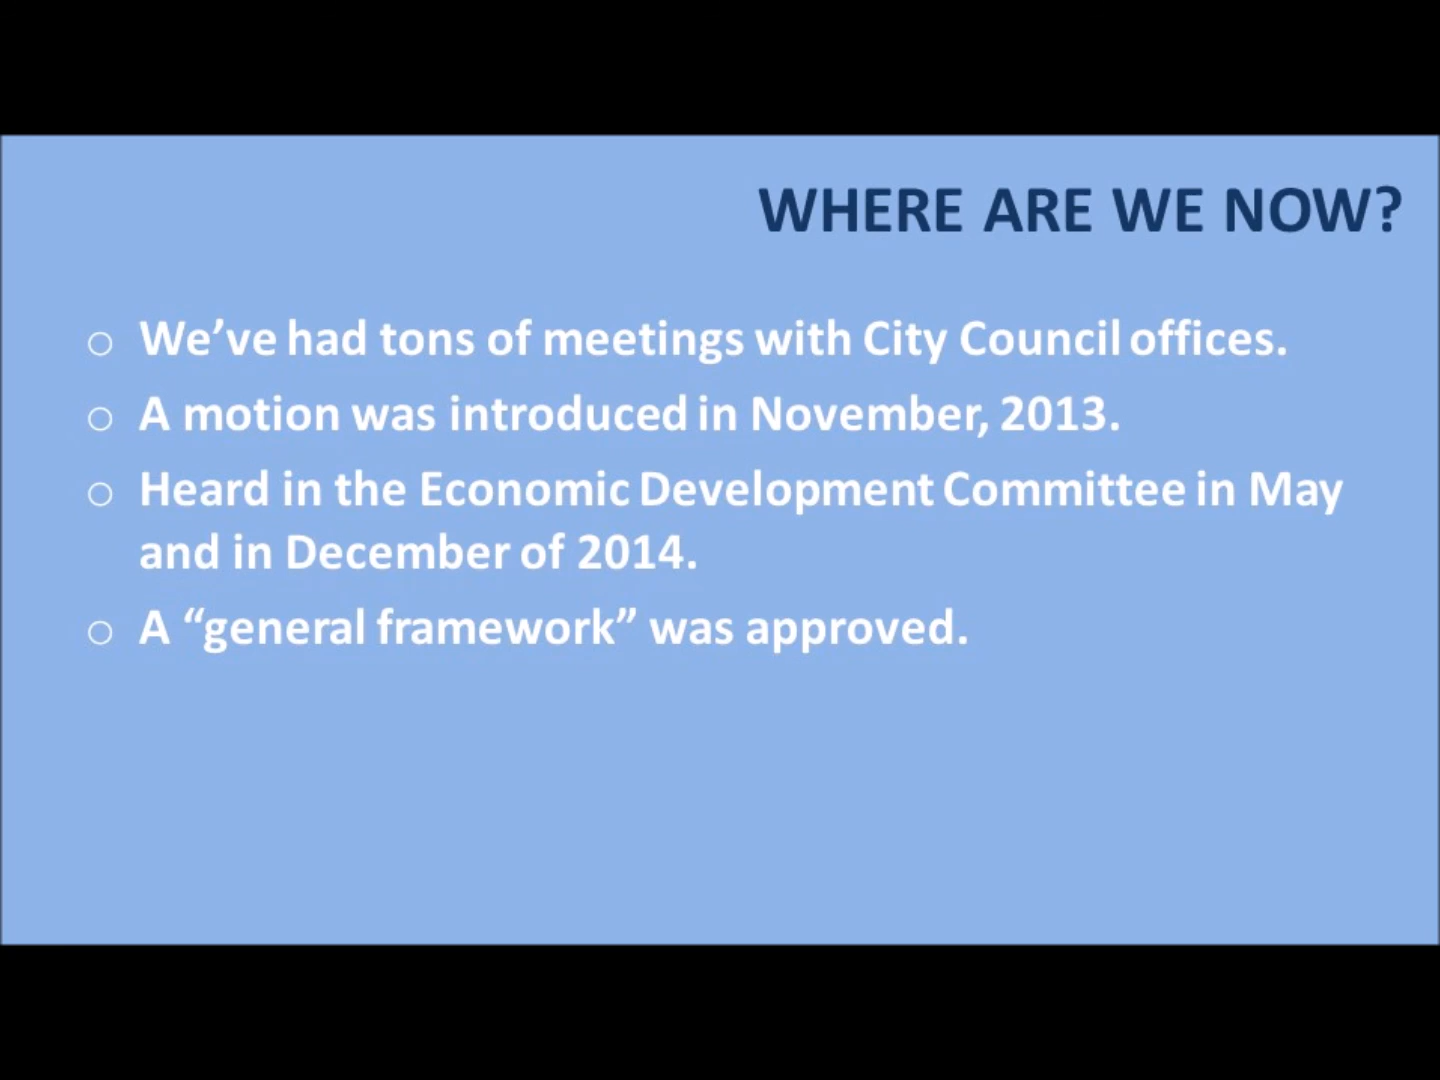 WHERE ARE WE NOW?
○ We’ve had tons of meetings with City Council offices.
○ A motion was introduced in November, 2013.
○ Heard in the Economic Development Committee in May
and in December of 2014.
○ A “general framework” was approved.